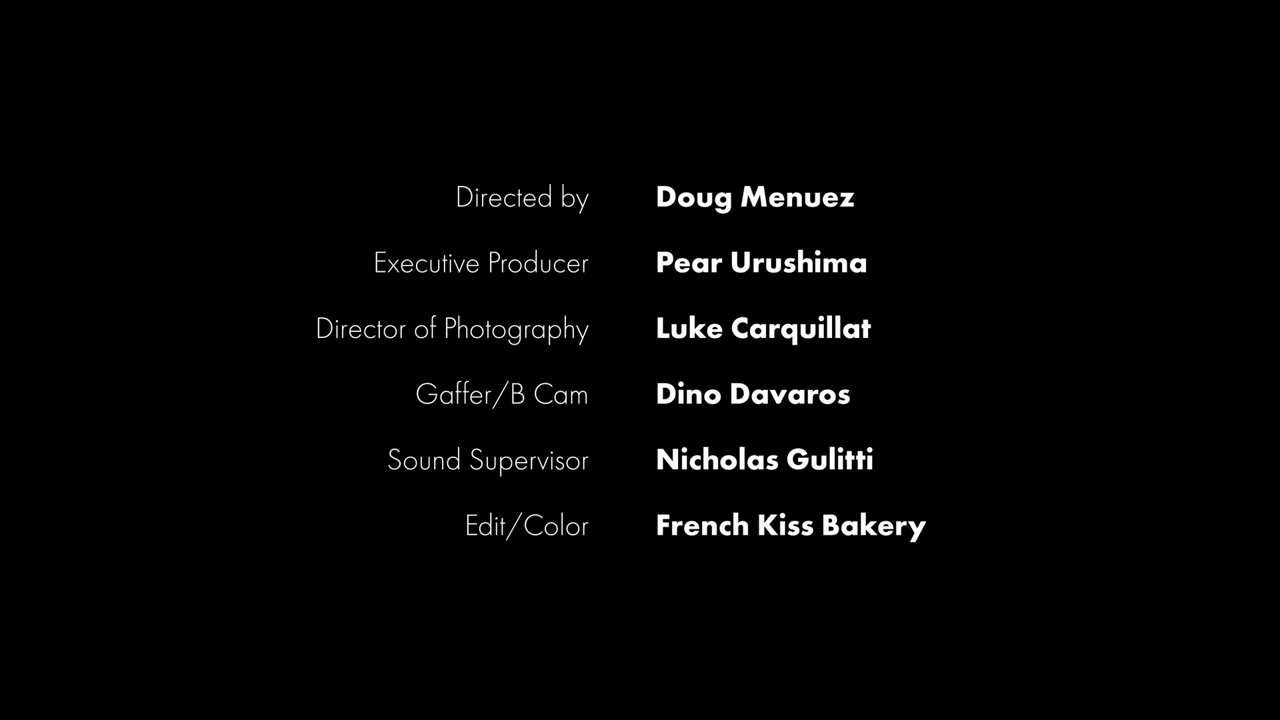 Directed by Doug Menuez
Executive Producer Pear Urushima
Director of Photography Luke Carquillat
Gaffer/B Cam Dino Davaros
Sound Supervisor Nicholas Gulitti
Edit/Color French Kiss Bakery